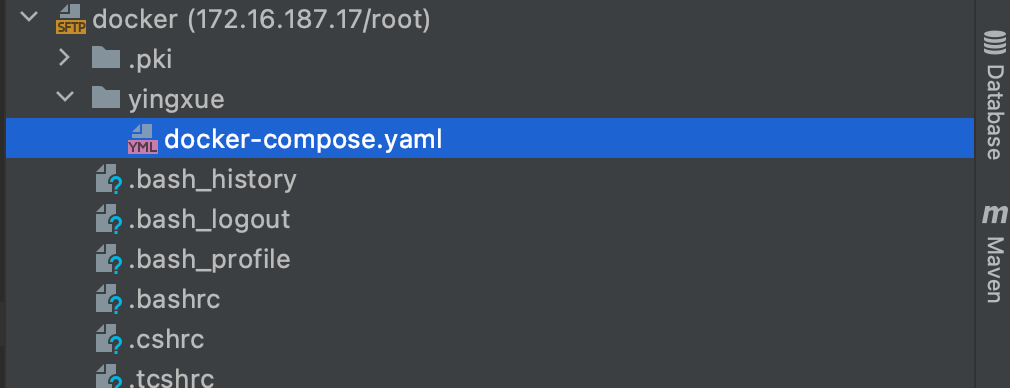 docker (172.16.187.17/root)
SFTP
.pki
yingxue
YML
docker-compose.yaml
.bash_history
.bash_logout
.bash_profile
.bashrc
.cshrc
.tcshrc
Database
m
Maven